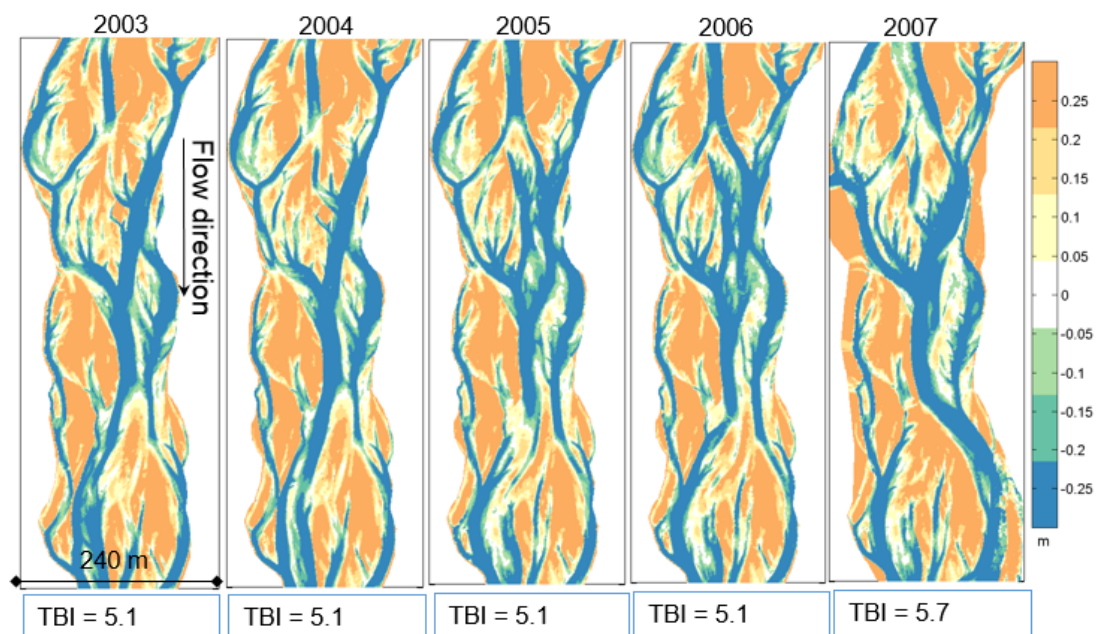 2003 2004 2005 2006 2007
Flow direction
0.25
0.2
0.15
0.1
0.05
0
-0.05
-0.1
-0.15
-0.2
-0.25
m
240 m
TBI = 5.1 TBI = 5.1 TBI = 5.1 TBI = 5.1 TBI = 5.7